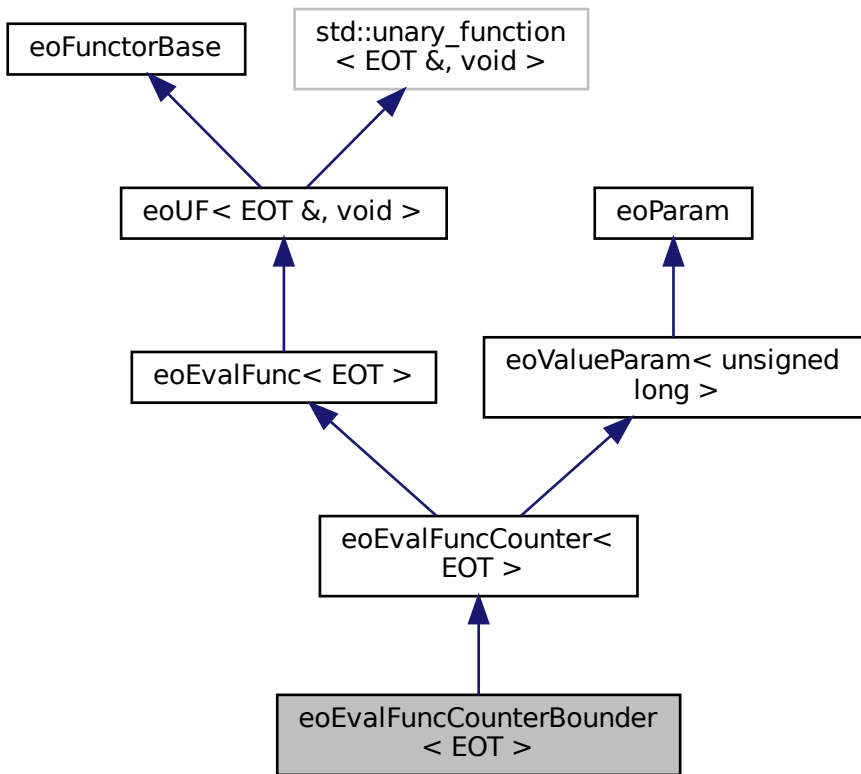 eoFunctorBase
std::unary_function
< EOT &, void >
eoUF< EOT &, void >
eoParam
eoEvalFunc< EOT >
eoValueParam< unsigned
long >
eoEvalFuncCounter<
EOT >
eoEvalFuncCounterBounder
< EOT >